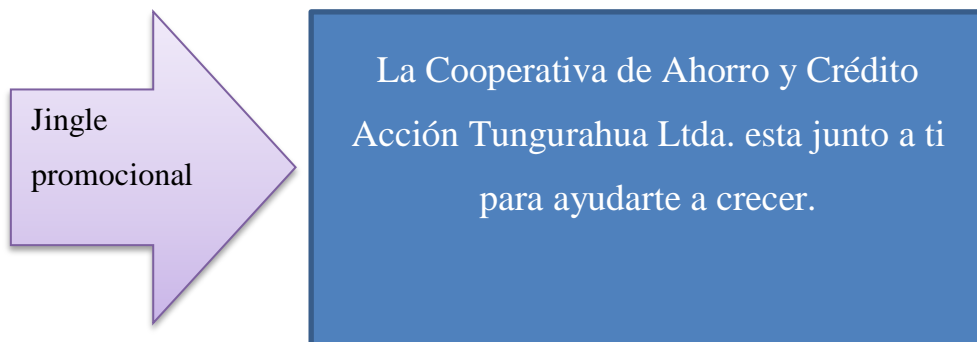 Jingle
promocional
La Cooperativa de Ahorro y Crédito
Acción Tungurahua Ltda. esta junto a ti
para ayudarte a crecer.